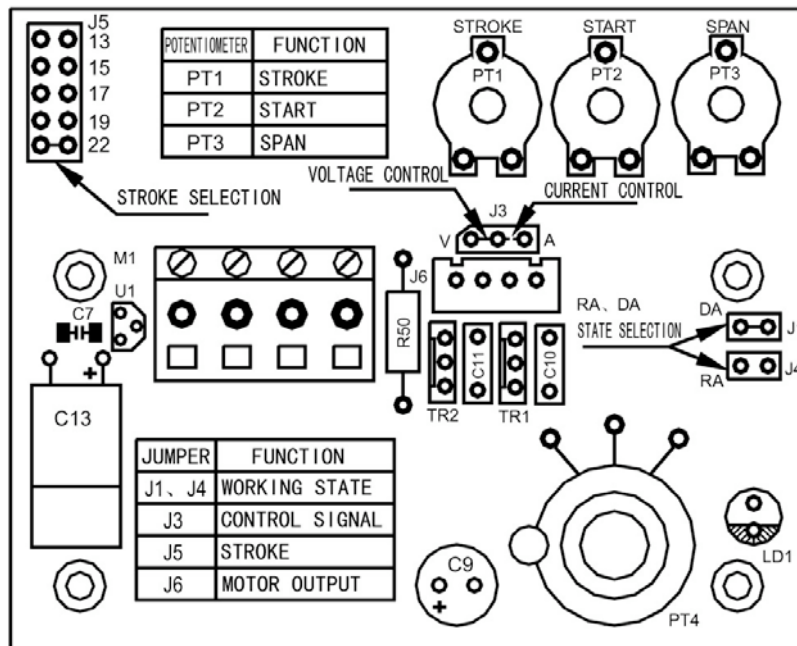 J5
13
15
17
19
22
STROKE SELECTION
POTENTIOMETER FUNCTION
PT1 STROKE
PT2 START
PT3 SPAN
STROKE START SPAN
PT1 PT2 PT3
VOLTAGE CONTROL
CURRENT CONTROL
J3
V A
M1
U1
C7
J6
R50
C11
C10
TR2 TR1
RA、DA
STATE SELECTION
DA
J
RA
J4
C13
+
JUMPER FUNCTION
J1、J4 WORKING STATE
J3 CONTROL SIGNAL
J5 STROKE
J6 MOTOR OUTPUT
C9
+
PT4
LD1